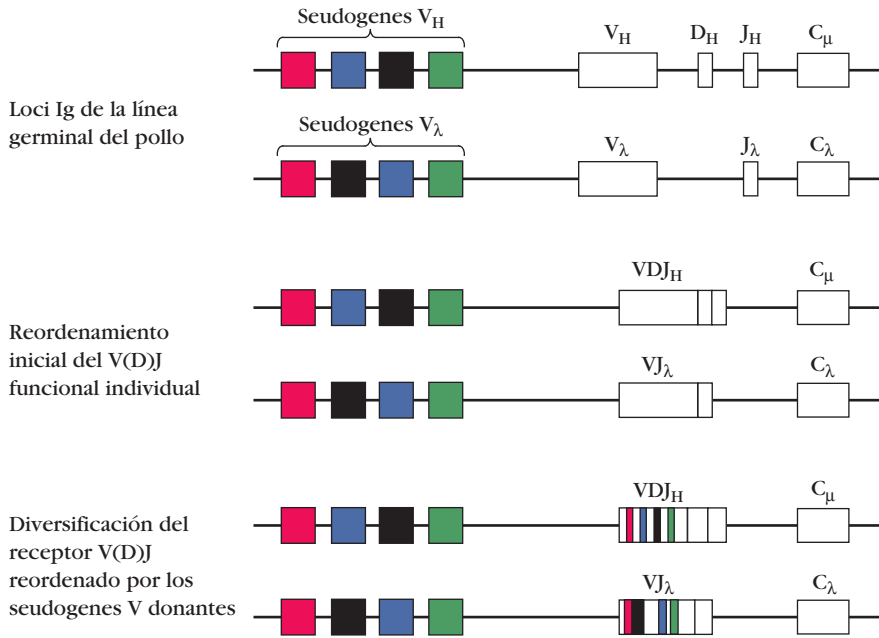 Seudogenes V_H
V_H
D_H
J_H
C_μ
Loci Ig de la línea
germinal del pollo
Seudogenes V_λ
V_λ
J_λ
C_λ
VDJ_H
C_μ
Reordenamiento
inicial del V(D)J
funcional individual
VJ_λ
C_λ
VDJ_H
C_μ
Diversificación del
receptor V(D)J
reordenado por los
seudogenes V donantes
VJ_λ
C_λ